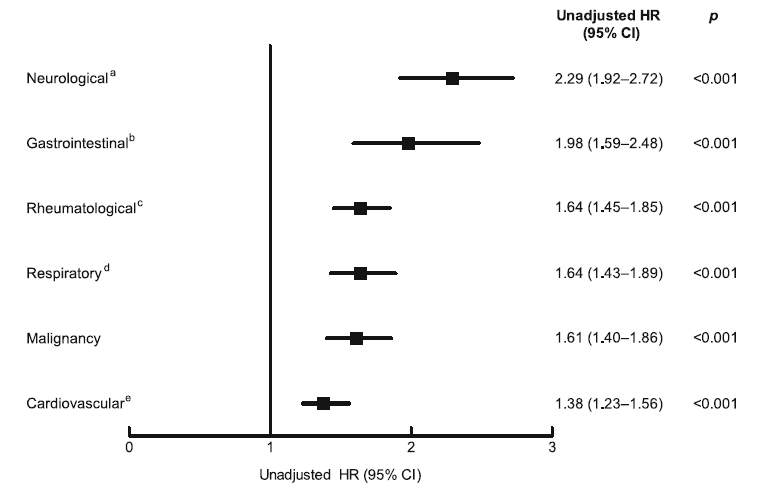 Unadjusted HR
(95% CI)
p
Neurological a 2.29 (1.92–2.72) <0.001
Gastrointestinal b 1.98 (1.59–2.48) <0.001
Rheumatological c 1.64 (1.45–1.85) <0.001
Respiratory d 1.64 (1.43–1.89) <0.001
Malignancy 1.61 (1.40–1.86) <0.001
Cardiovascular e 1.38 (1.23–1.56) <0.001
0 1 2 3
Unadjusted HR (95% CI)